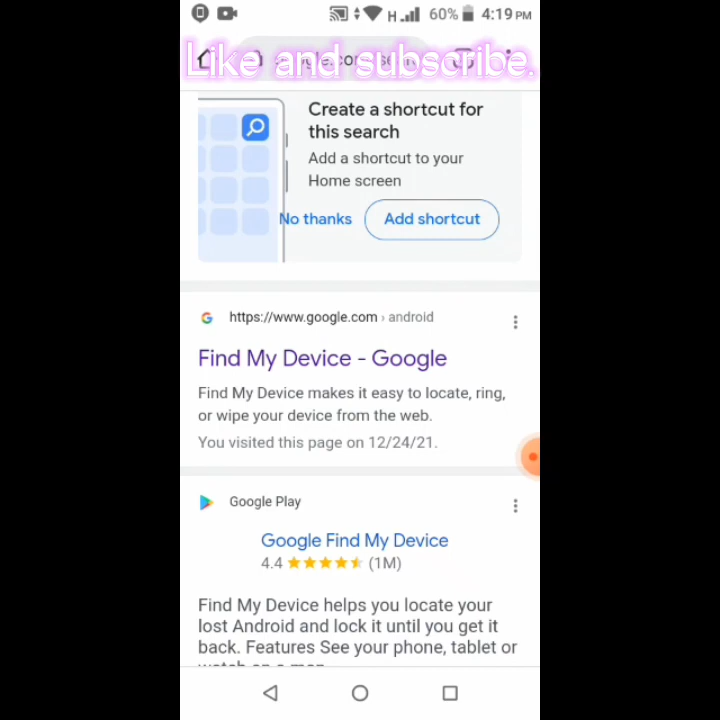 H 60% 4:19 PM
Like and subscribe.
Create a shortcut for
this search
Add a shortcut to your
Home screen
No thanks Add shortcut
https://www.google.com › android
Find My Device - Google
Find My Device makes it easy to locate, ring,
or wipe your device from the web.
You visited this page on 12/24/21.
Google Play
Google Find My Device
4.4 (1M)
Find My Device helps you locate your
lost Android and lock it until you get it
back. Features See your phone, tablet or